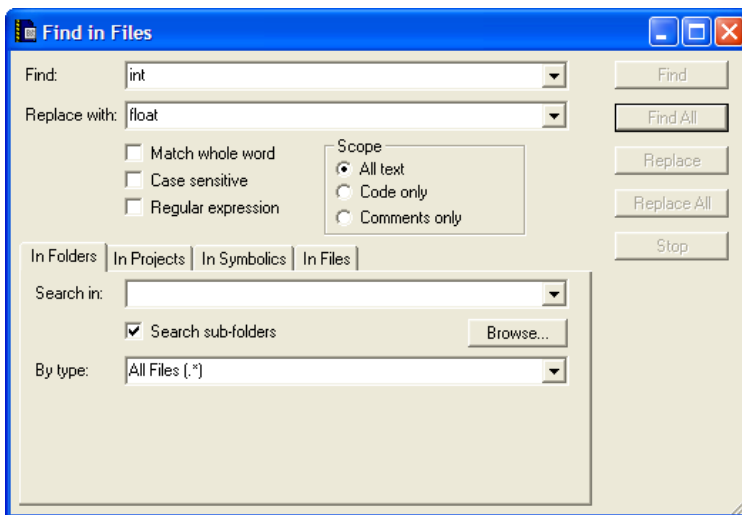 Find in Files
Find: int Find
Replace with: float Find All
Match whole word Scope Replace
Case sensitive All text
Regular expression Code only Replace All
Comments only
Stop
In Folders In Projects In Symbolics In Files
Search in:
Search sub-folders Browse...
By type: All Files (.*)